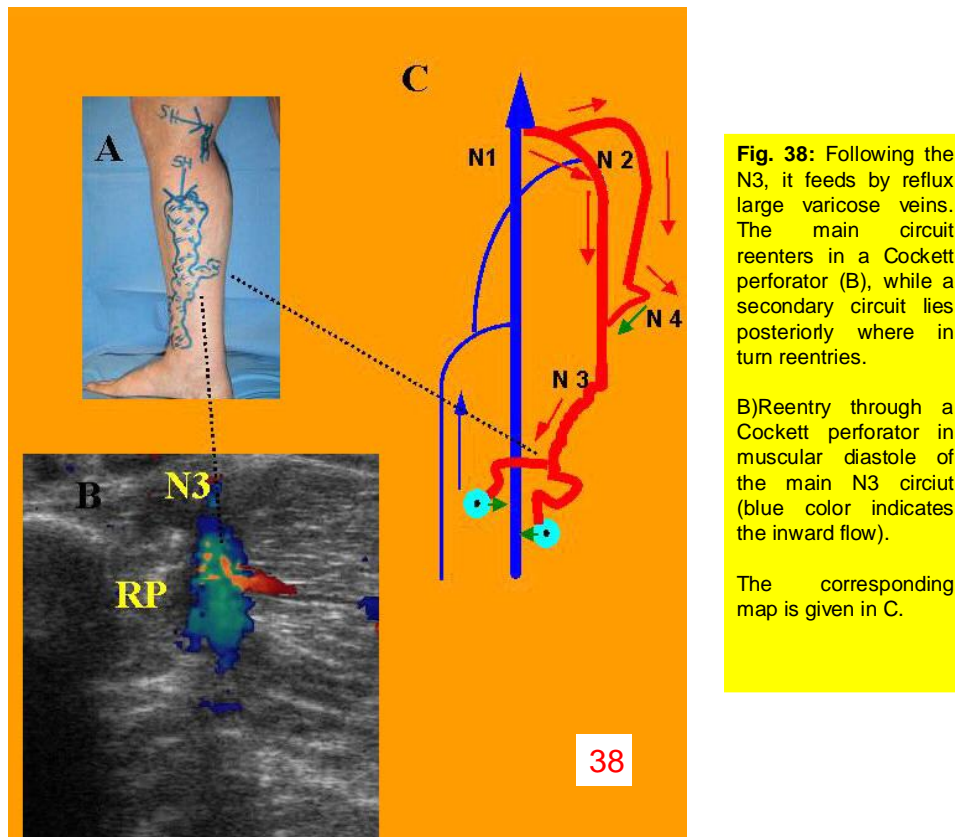 C
A
SH
SH
N1
N 2
N 4
N 3
B
N3
RP
38
Fig. 38: Following the
N3, it feeds by reflux
large varicose veins.
The main circuit
reenters in a Cockett
perforator (B), while a
secondary circuit lies
posteriorly where in
turn reentries.
B)Reentry through a
Cockett perforator in
muscular diastole of
the main N3 circiut
(blue color indicates
the inward flow).
The corresponding
map is given in C.